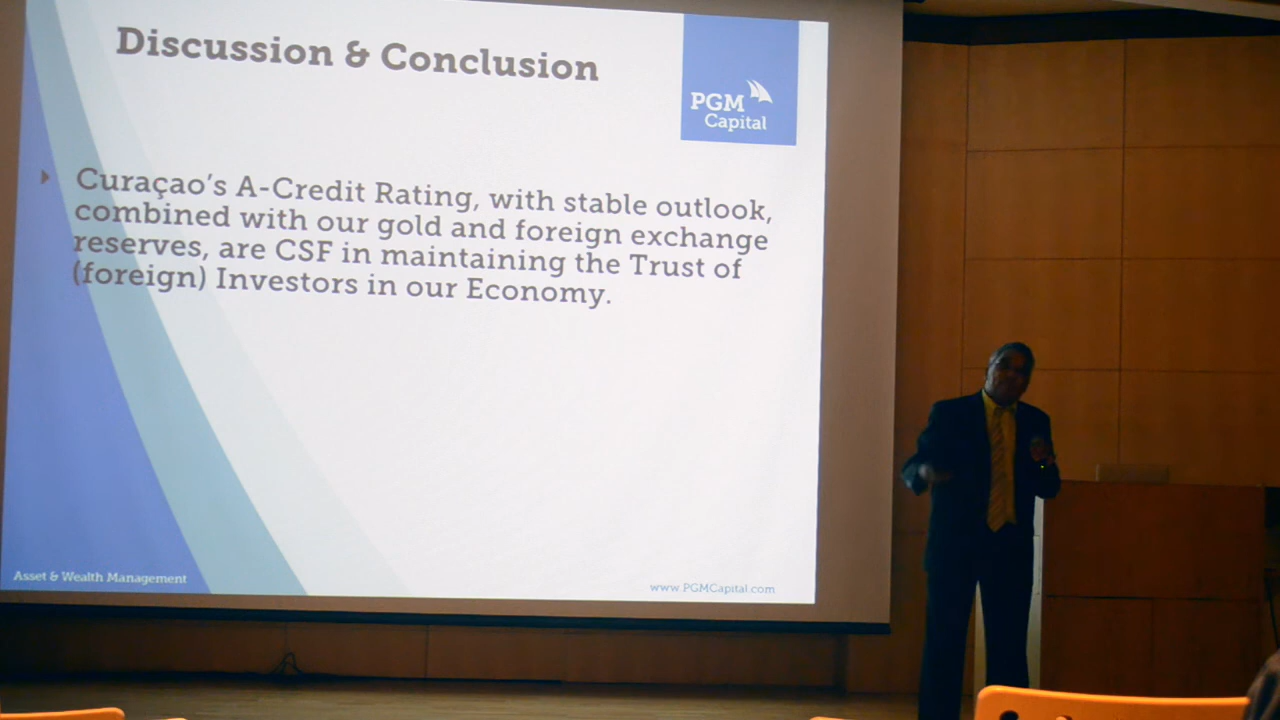 Discussion & Conclusion
PGM
Capital
Curaçao's A-Credit Rating, with stable outlook,
combined with our gold and foreign exchange
reserves, are CSF in maintaining the Trust of
(foreign) Investors in our Economy.
Asset & Wealth Management
www.PGMCapital.com